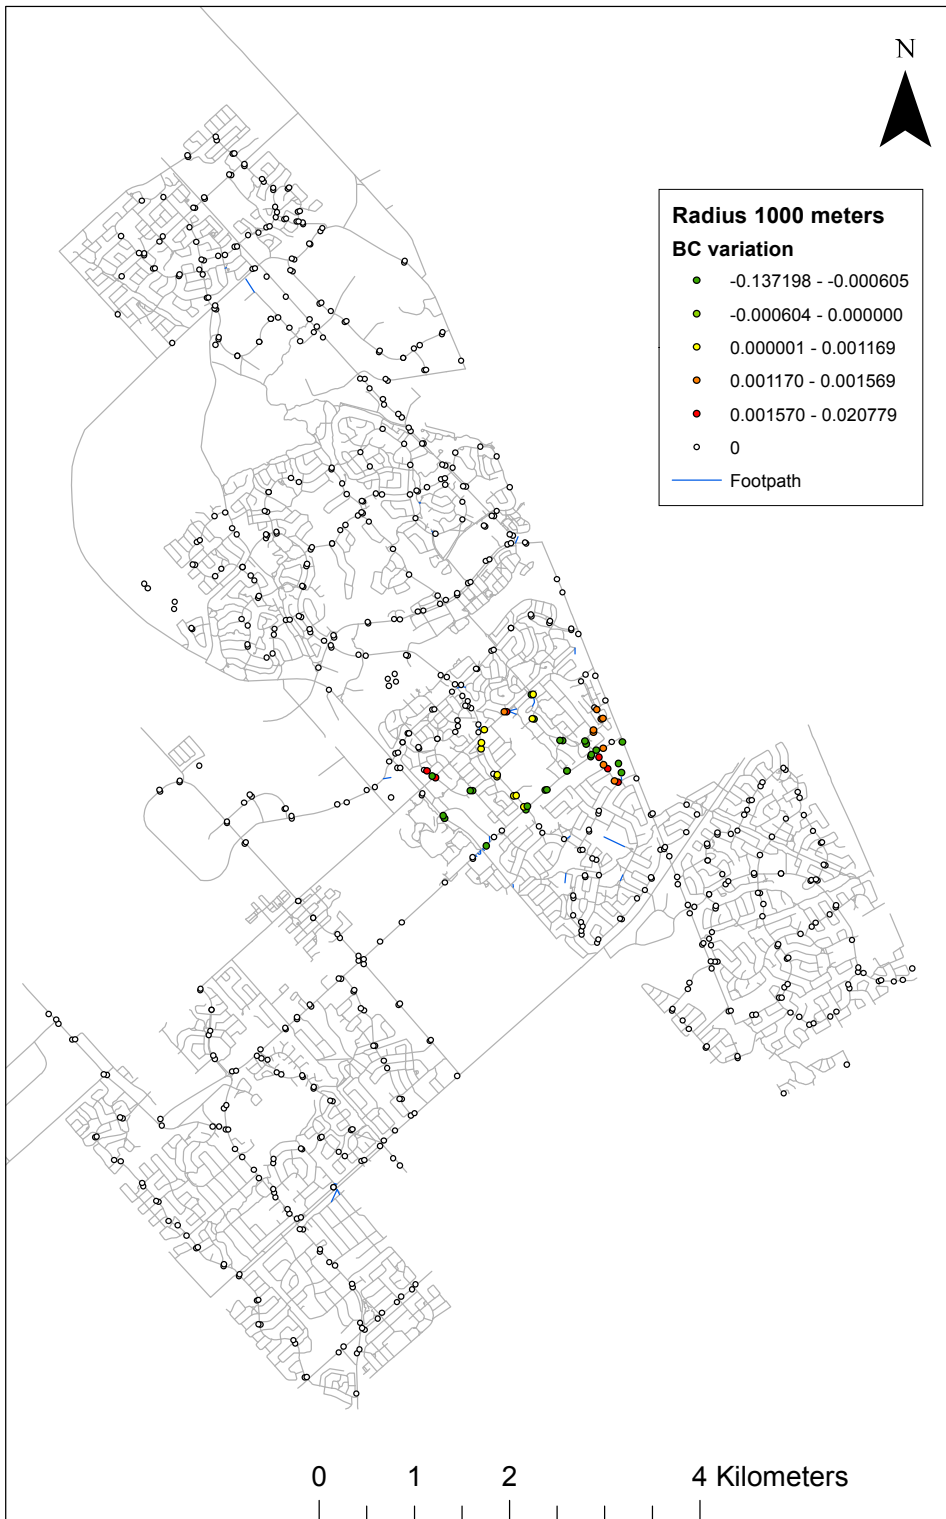 N
Radius 1000 meters
BC variation
-0.137198 - -0.000605
-0.000604 - 0.000000
0.000001 - 0.001169
0.001170 - 0.001569
0.001570 - 0.020779
0
Footpath
0 1 2 4 Kilometers